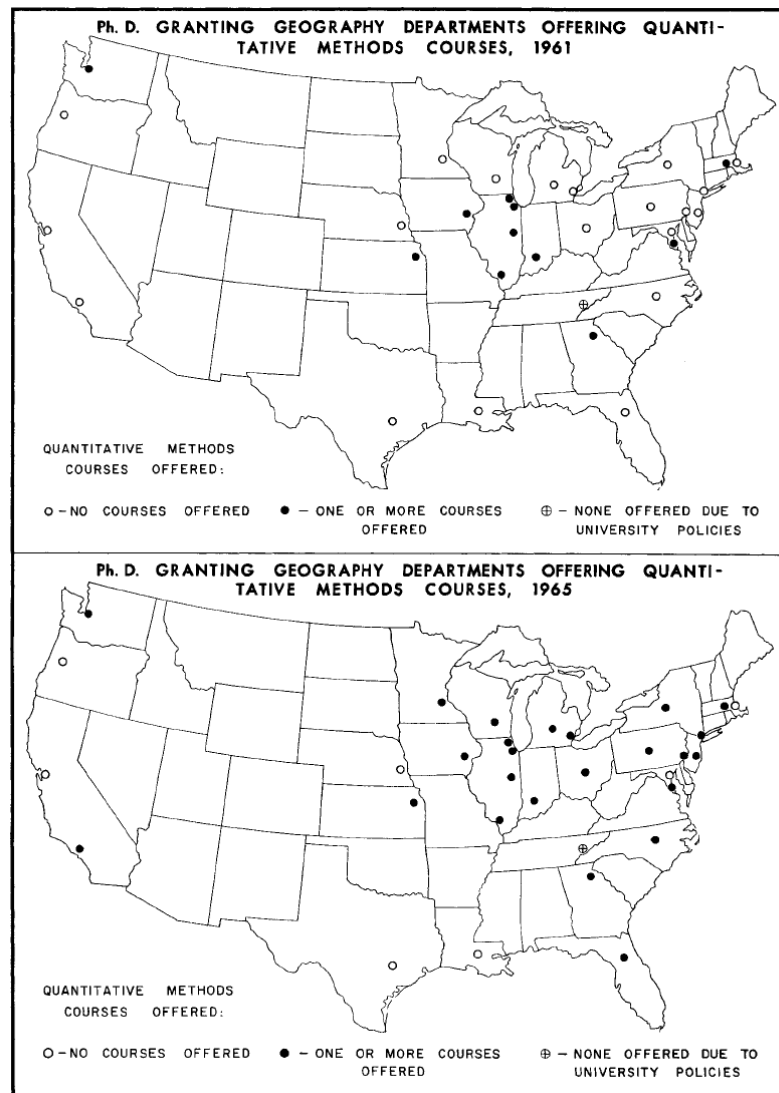 Ph. D. GRANTING GEOGRAPHY DEPARTMENTS OFFERING QUANTI-
TATIVE METHODS COURSES, 1961
QUANTITATIVE METHODS
COURSES OFFERED:
○ – NO COURSES OFFERED ● – ONE OR MORE COURSES OFFERED ⊕ – NONE OFFERED DUE TO UNIVERSITY POLICIES
Ph. D. GRANTING GEOGRAPHY DEPARTMENTS OFFERING QUANTI-
TATIVE METHODS COURSES, 1965
QUANTITATIVE METHODS
COURSES OFFERED:
○ – NO COURSES OFFERED ● – ONE OR MORE COURSES OFFERED ⊕ – NONE OFFERED DUE TO UNIVERSITY POLICIES